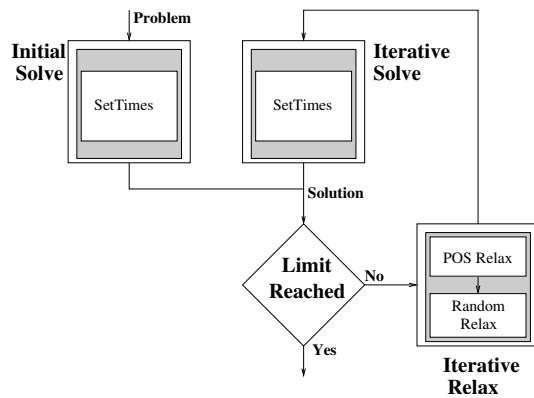 Problem
Initial
Solve
SetTimes
Iterative
Solve
SetTimes
Solution
Limit
Reached
No
Yes
POS Relax
Random
Relax
Iterative
Relax